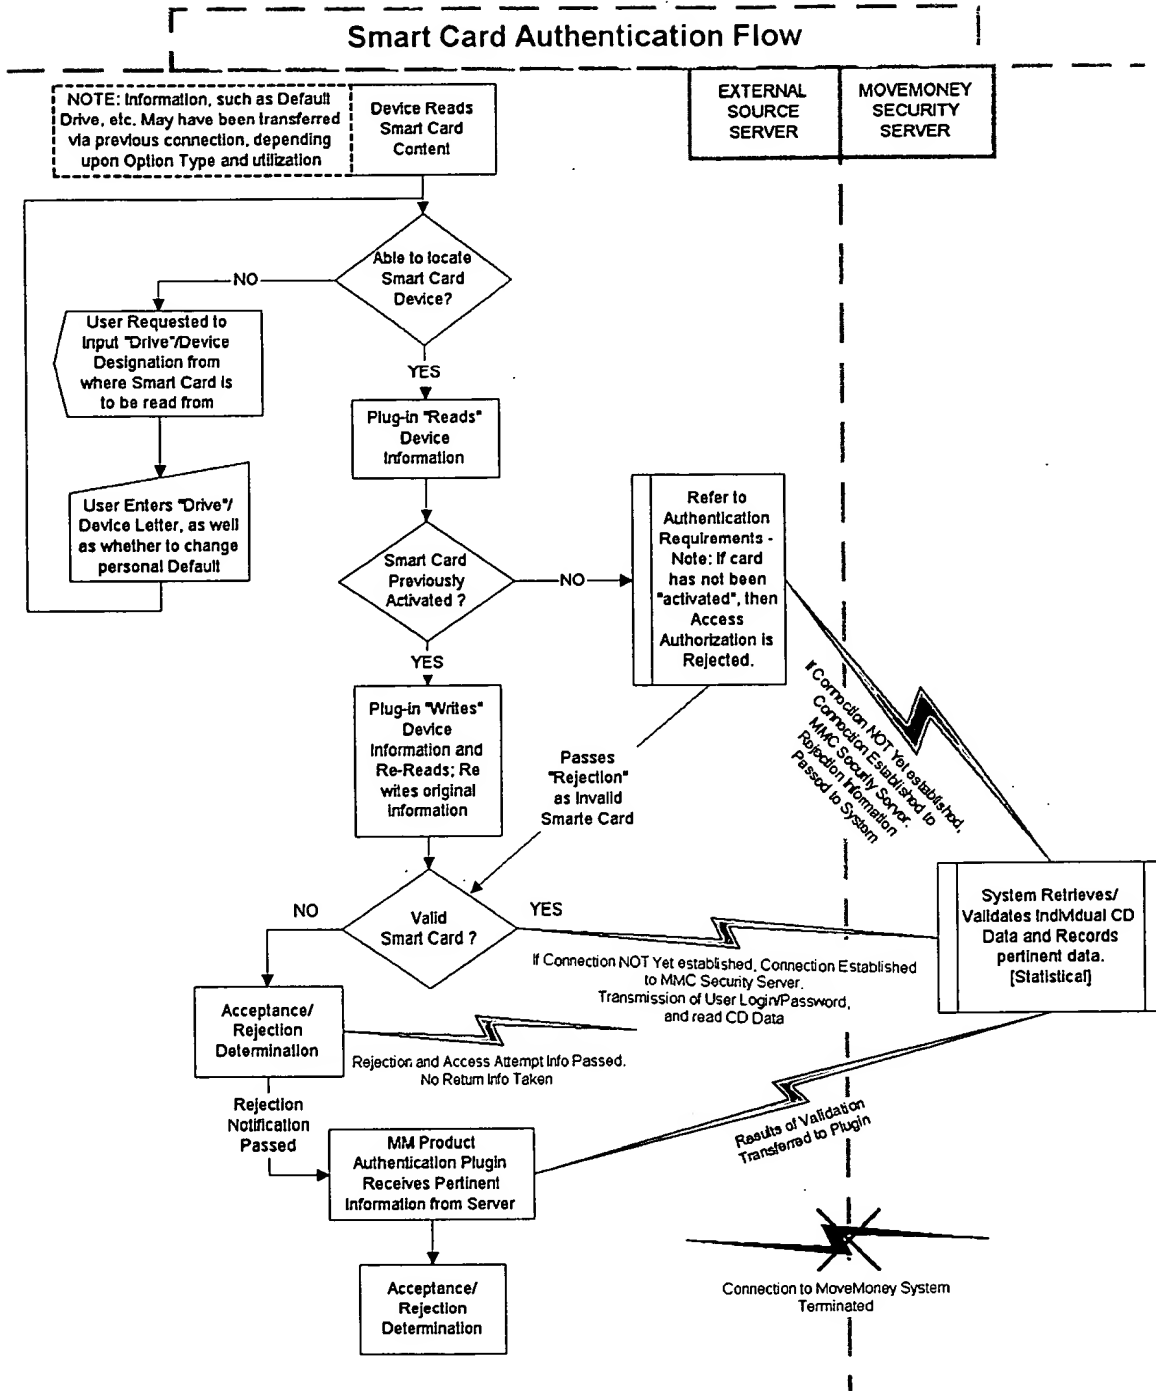 Smart Card Authentication Flow
NOTE: Information, such as Default
Drive, etc. May have been transferred
via previous connection, depending
upon Option Type and utilization
Device Reads
Smart Card
Content
EXTERNAL
SOURCE
SERVER
MOVEMONEY
SECURITY
SERVER
Able to locate
Smart Card
Device?
NO
User Requested to
Input "Drive"/Device
Designation from
where Smart Card is
to be read from
YES
Plug-in "Reads"
Device
Information
User Enters "Drive"/
Device Letter, as well
as whether to change
personal Default
Smart Card
Previously
Activated ?
NO
Refer to
Authentication
Requirements -
Note: If card
has not been
"activated", then
Access
Authorization is
Rejected.
YES
Plug-in "Writes"
Device
Information and
Re-Reads; Re
writes original
information
Passes
"Rejection"
as Invalid
Smarte Card
If Connection NOT Yet established,
Connection Established to
MMC Security Server.
Rejection Information
Passed to System
Valid
Smart Card ?
NO
YES
System Retrieves/
Validates Individual CD
Data and Records
pertinent data.
[Statistical]
If Connection NOT Yet established, Connection Established
to MMC Security Server.
Transmission of User Login/Password,
and read CD Data
Acceptance/
Rejection
Determination
Rejection and Access Attempt Info Passed.
No Return Info Taken
Rejection
Notification
Passed
MM Product
Authentication Plugin
Receives Pertinent
Information from Server
Results of Validation
Transferred to Plugin
Acceptance/
Rejection
Determination
Connection to MoveMoney System
Terminated